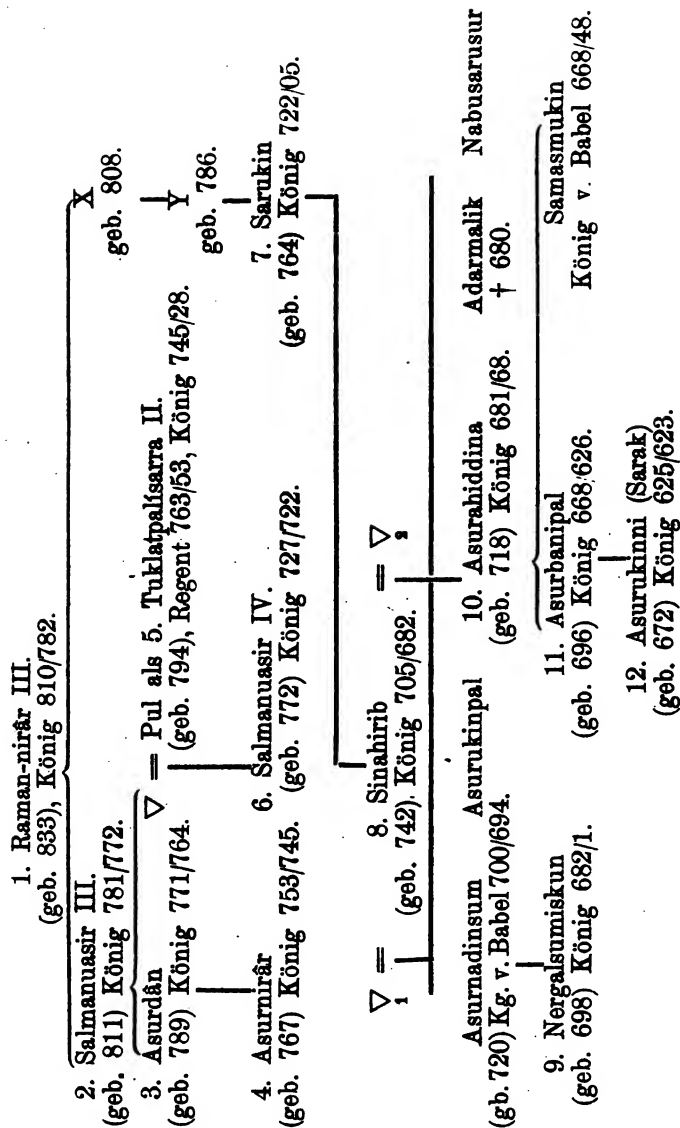 1. Raman-nirâr III.
(geb. 833), König 810/782.
2. Salmanuasir III.
(geb. 811) König 781/772.
X
geb. 808.
3. Asurdân
(geb. 789) König 771/764.
▽ = Pul als 5. Tuklatpalisarra II.
(geb. 794), Regent 763/53, König 745/28.
Y
geb. 786.
4. Asurnirâr
(geb. 767) König 753/745.
6. Salmanuasir IV.
(geb. 772) König 727/722.
7. Sarukin
(geb. 764) König 722/05.
▽ = 8. Sinahirib = ▽
1 (geb. 742). König 705/682. 2
Asurnadinsum Asurukinpal
(gb. 720) Kg. v. Babel 700/694.
10. Asurahiddina
(geb. 718) König 681/68.
Adarmalik Nabusarusur
† 680.
9. Nergalsumiskun
(geb. 698) König 682/1.
11. Asurbanipal
(geb. 696) König 668/626.
Samasmukin
König v. Babel 668/48.
12. Asurukinni (Sarak)
(geb. 672) König 625/623.